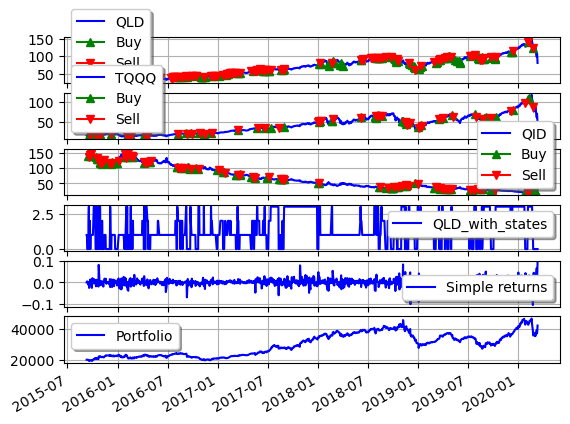 QLD
Buy
Sell
150
100
50
TQQQ
Buy
Sell
100
50
QID
Buy
Sell
150
100
50
QLD_with_states
2.5
0.0
Simple returns
0.1
0.0
−0.1
Portfolio
40000
20000
2015-07
2016-01
2016-07
2017-01
2017-07
2018-01
2018-07
2019-01
2019-07
2020-01